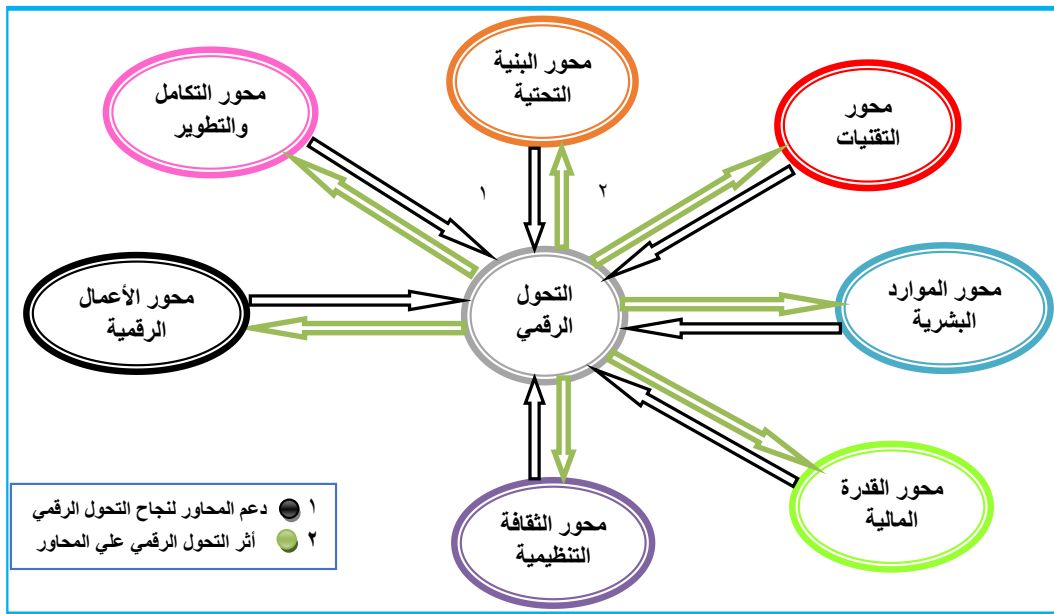 محور البنية
التحتية
محور
التقنيات
محور التكامل
والتطوير
١
٢
محور الموارد
البشرية
التحول
الرقمي
محور الأعمال
الرقمية
محور القدرة
المالية
محور الثقافة
التنظيمية
١ دعم المحاور لنجاح التحول الرقمي
٢ أثر التحول الرقمي علي المحاور